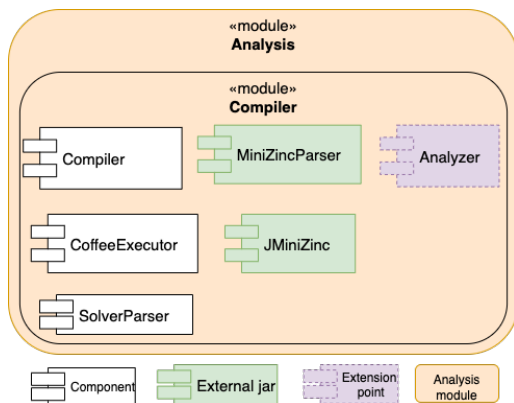 «module»
Analysis
«module»
Compiler
Compiler
MiniZincParser
Analyzer
CoffeeExecutor
JMiniZinc
SolverParser
Component
External jar
Extension
point
Analysis
module